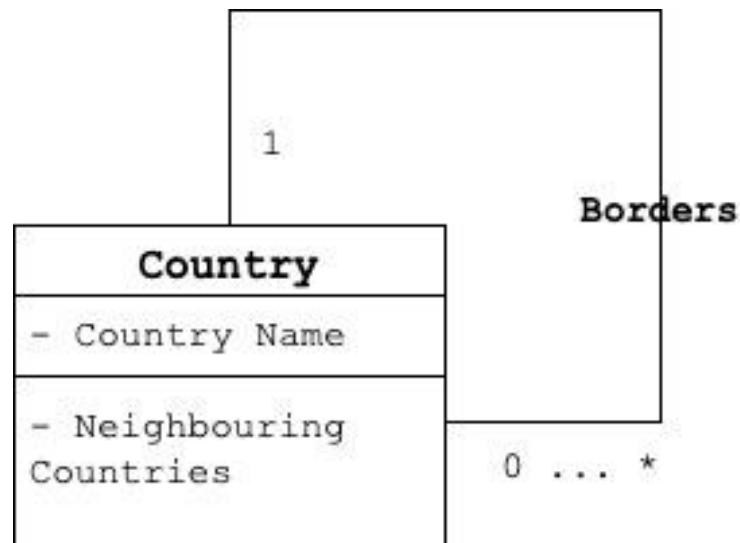 1
Borders
Country
- Country Name
- Neighbouring
Countries
0 ... *